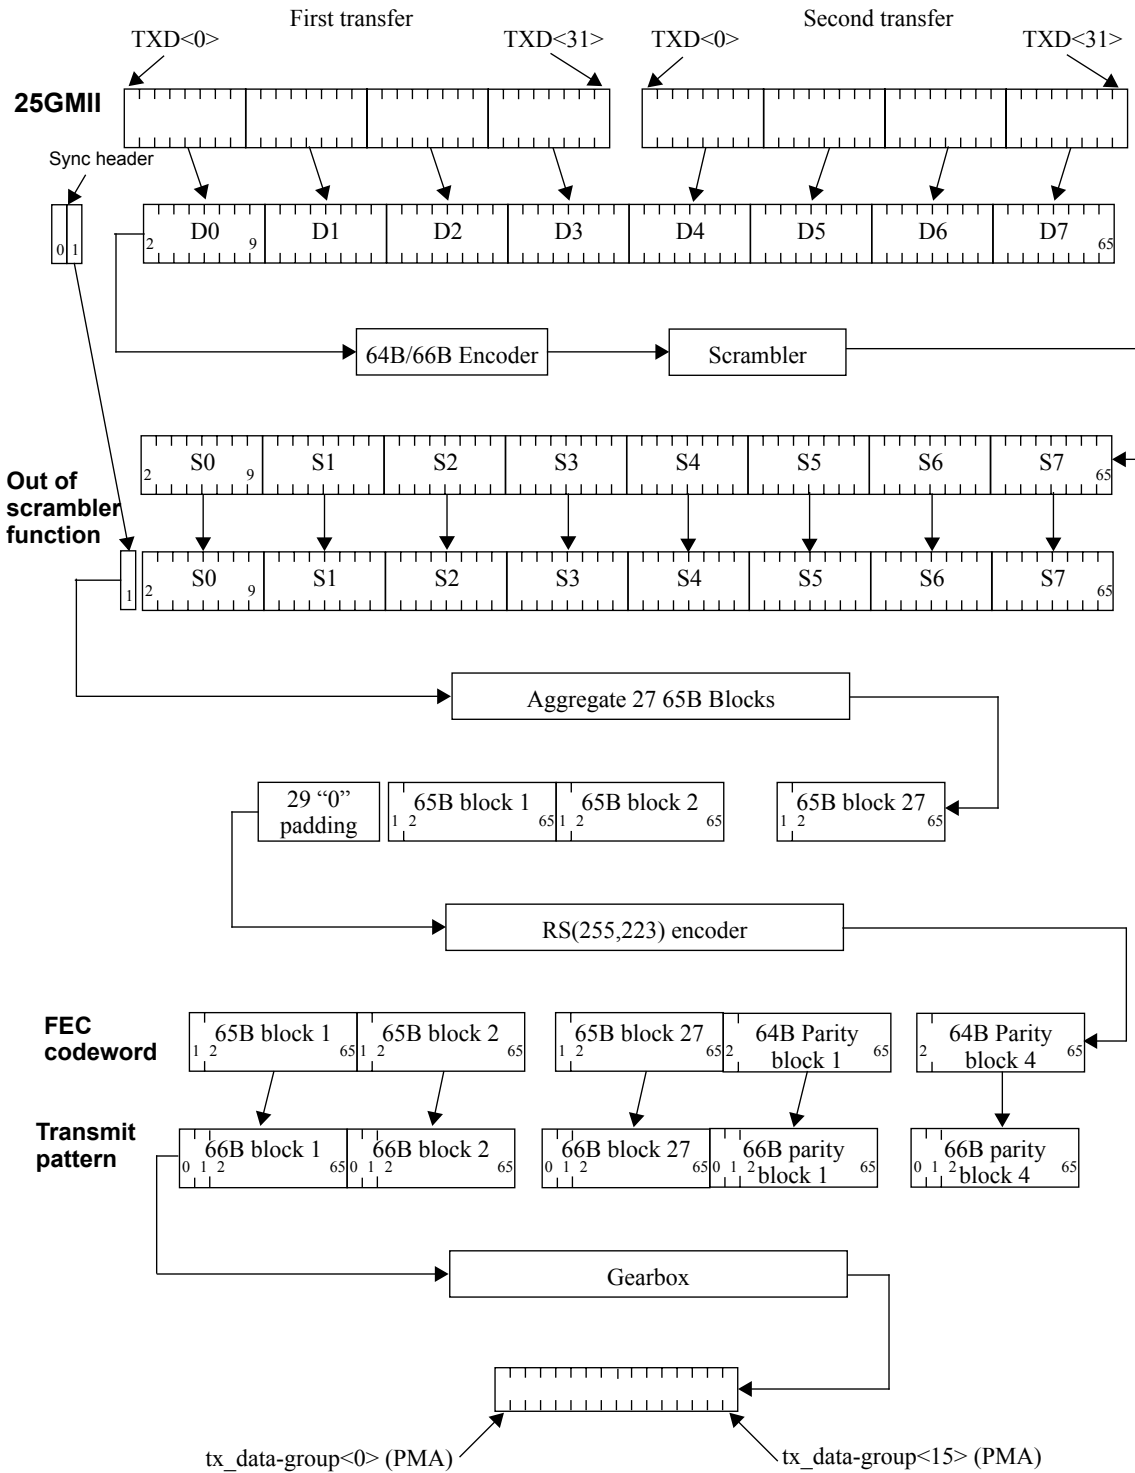 First transfer
Second transfer
TXD<0>
TXD<31>
TXD<0>
TXD<31>
25GMII
Sync header
0 1
2 D0 9 D1 D2 D3 D4 D5 D6 D7 65
64B/66B Encoder
Scrambler
2 S0 9 S1 S2 S3 S4 S5 S6 S7 65
Out of
scrambler
function
1 2 S0 9 S1 S2 S3 S4 S5 S6 S7 65
Aggregate 27 65B Blocks
29 “0”
padding
65B block 1
1 2 65
65B block 2
1 2 65
65B block 27
1 2 65
RS(255,223) encoder
FEC
codeword
65B block 1
1 2 65
65B block 2
1 2 65
65B block 27
1 2 65
64B Parity
block 1
2 65
64B Parity
block 4
2 65
Transmit
pattern
66B block 1
0 1 2 65
66B block 2
0 1 2 65
66B block 27
0 1 2 65
66B parity
block 1
0 1 2 65
66B parity
block 4
0 1 2 65
Gearbox
tx_data-group<0> (PMA)
tx_data-group<15> (PMA)